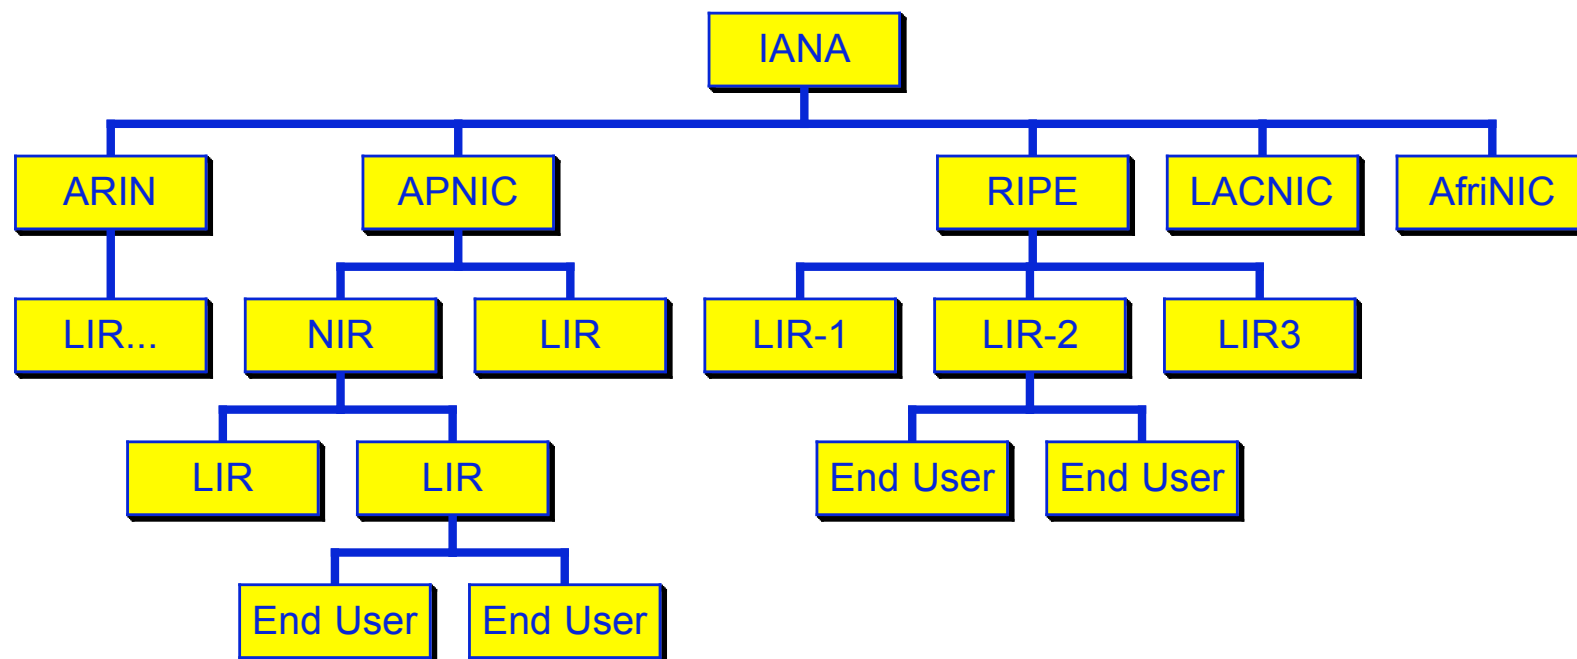 IANA
ARIN
APNIC
RIPE
LACNIC
AfriNIC
LIR...
NIR
LIR
LIR-1
LIR-2
LIR3
LIR
LIR
End User
End User
End User
End User